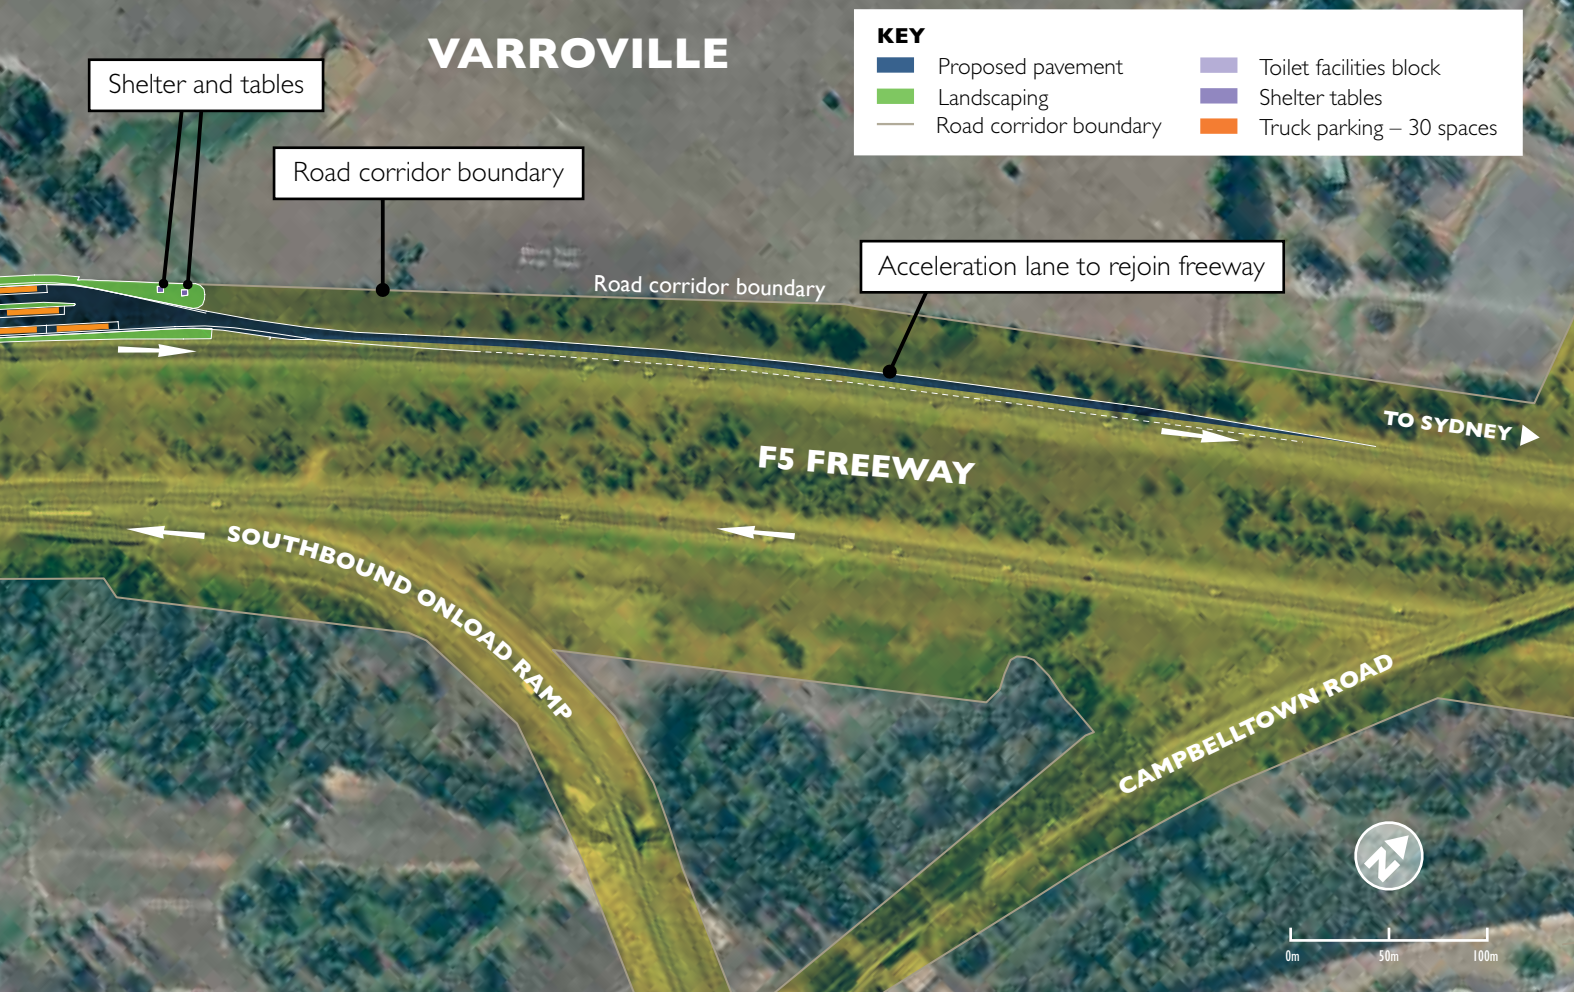 VARROVILLE
Shelter and tables
Road corridor boundary
KEY
Proposed pavement
Landscaping
Road corridor boundary
Toilet facilities block
Shelter tables
Truck parking – 30 spaces
Acceleration lane to rejoin freeway
Road corridor boundary
TO SYDNEY
F5 FREEWAY
SOUTHBOUND ONLOAD RAMP
CAMPBELLTOWN ROAD
N
0m 50m 100m